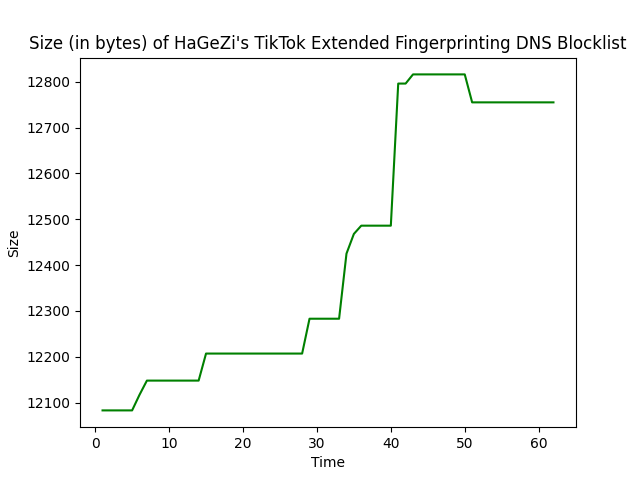 Size (in bytes) of HaGeZi's TikTok Extended Fingerprinting DNS Blocklist
12800
12700
12600
12500
12400
12300
12200
12100
Size
0 10 20 30 40 50 60
Time